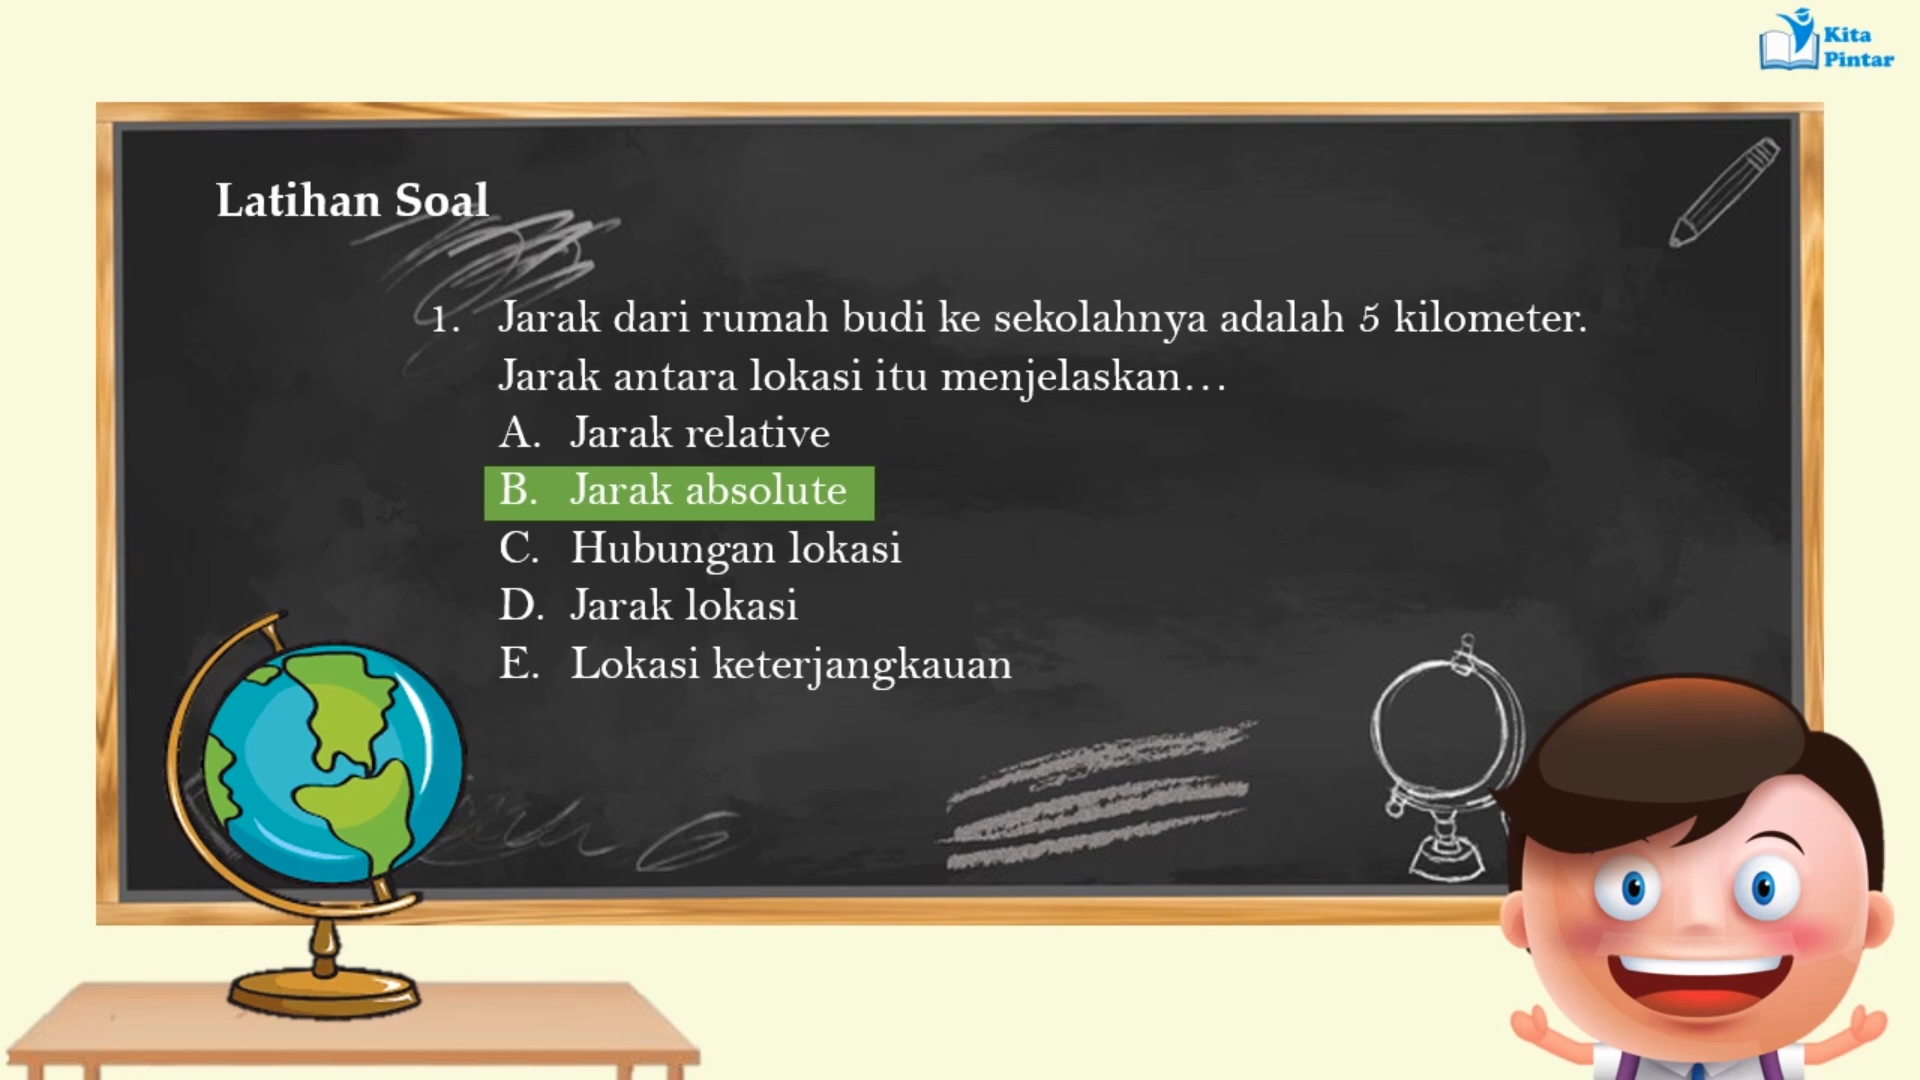 Kita
Pintar
Latihan Soal
1. Jarak dari rumah budi ke sekolahnya adalah 5 kilometer.
Jarak antara lokasi itu menjelaskan…
A. Jarak relative
B. Jarak absolute
C. Hubungan lokasi
D. Jarak lokasi
E. Lokasi keterjangkauan